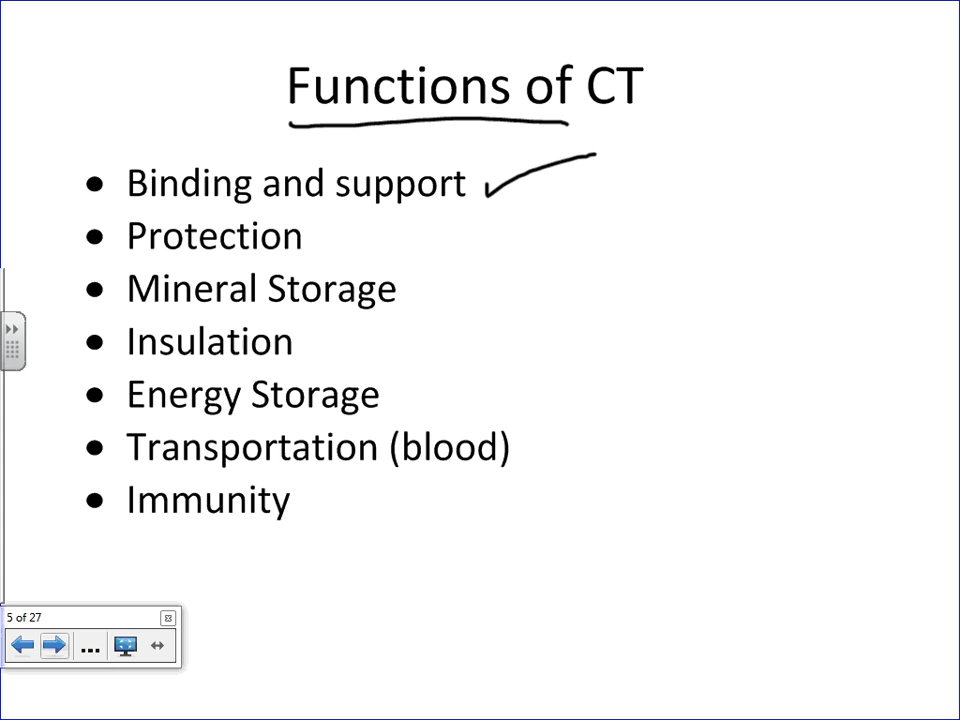 Functions of CT
• Binding and support
• Protection
• Mineral Storage
• Insulation
• Energy Storage
• Transportation (blood)
• Immunity
5 of 27
...